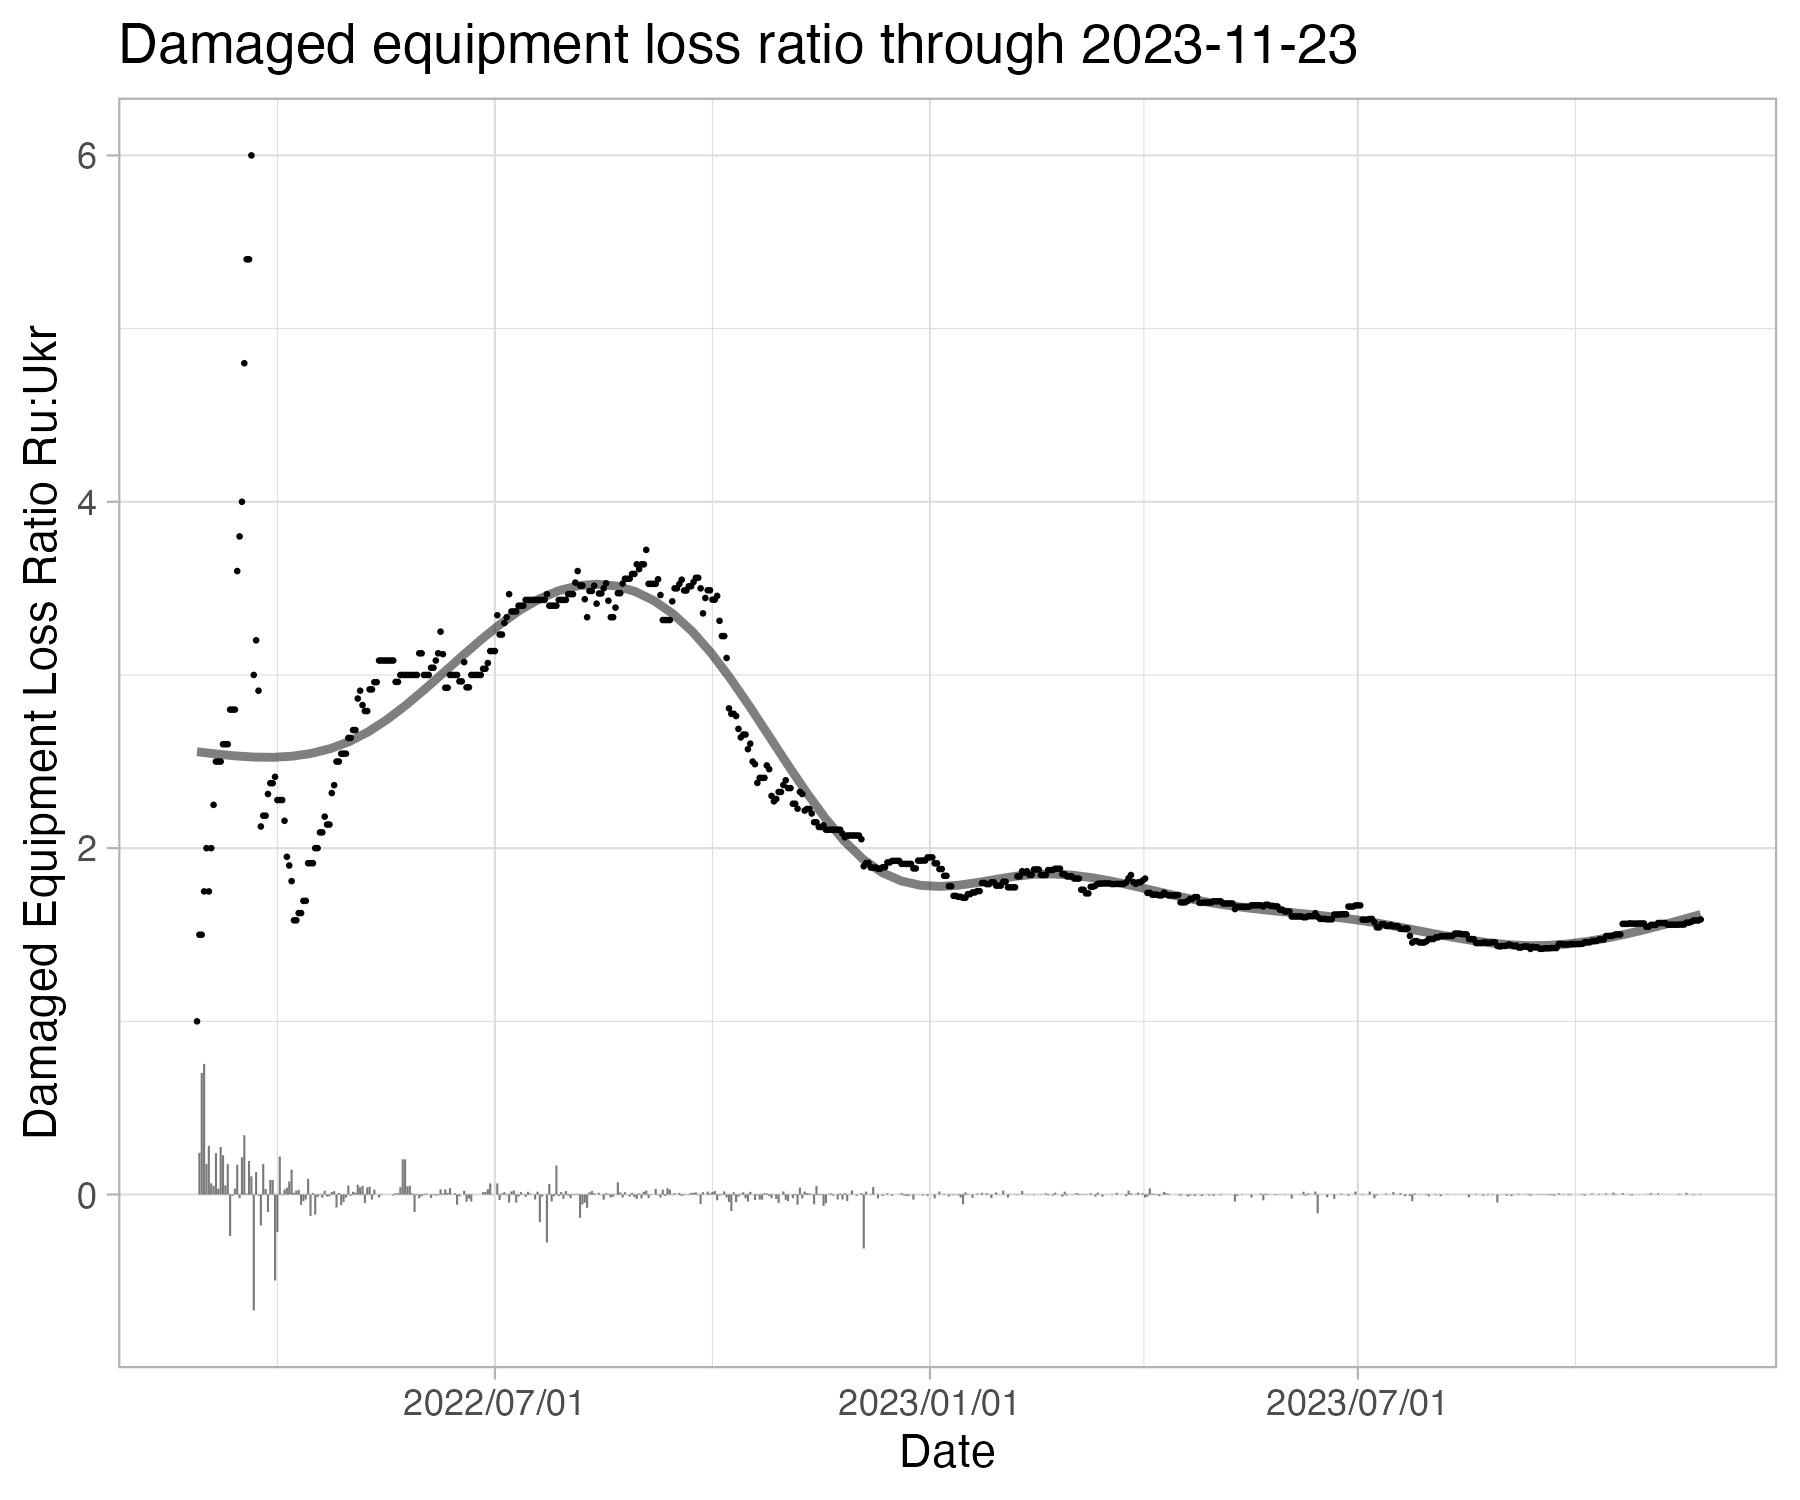 Damaged equipment loss ratio through 2023-11-23
Damaged Equipment Loss Ratio Ru:Ukr
6
4
2
0
2022/07/01
2023/01/01
2023/07/01
Date